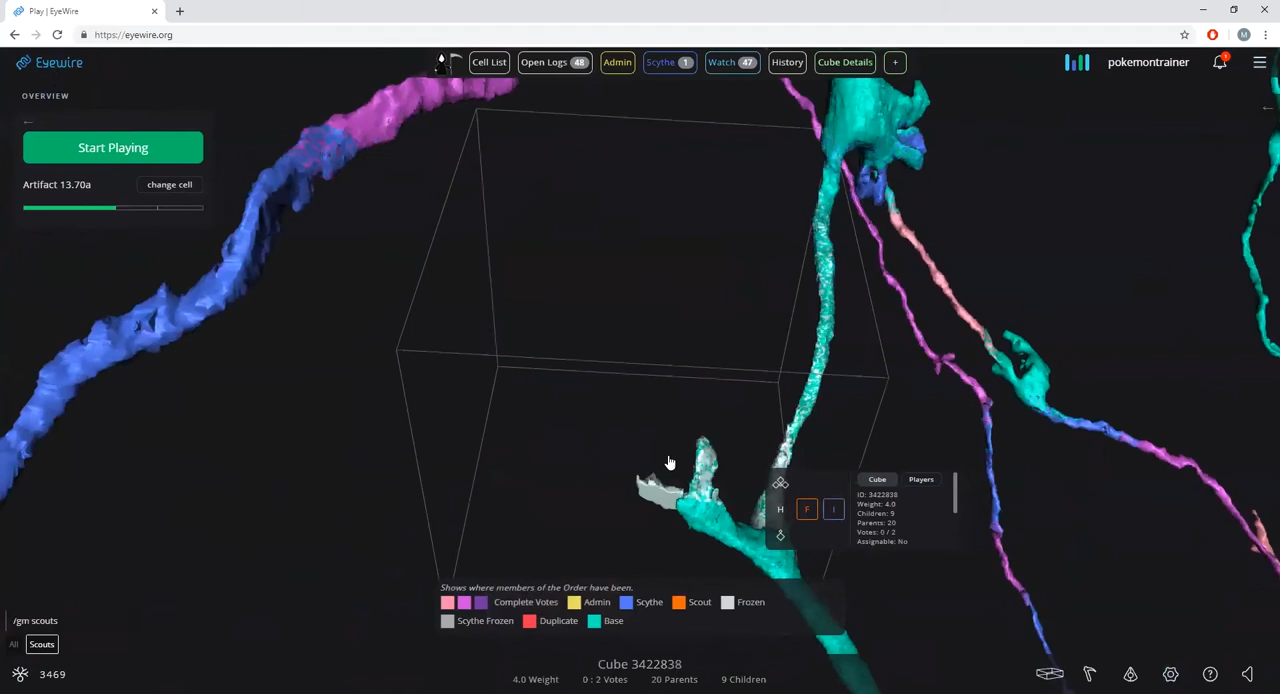 Play | EyeWire
https://eyewire.org
M
Eyewire
Cell List
Open Logs 48
Admin
Scythe 1
Watch 47
History
Cube Details
+
pokemontrainer
OVERVIEW
Start Playing
Artifact 13.70a
change cell
Cube
Players
H
F
I
ID: 3422838
Weight: 4.0
Children: 9
Parents: 20
Votes: 0 / 2
Assignable: No
Shows where members of the Order have been.
Complete Votes
Admin
Scythe
Scout
Frozen
Scythe Frozen
Duplicate
Base
/gm scouts
All
Scouts
3469
Cube 3422838
4.0 Weight
0 : 2 Votes
20 Parents
9 Children